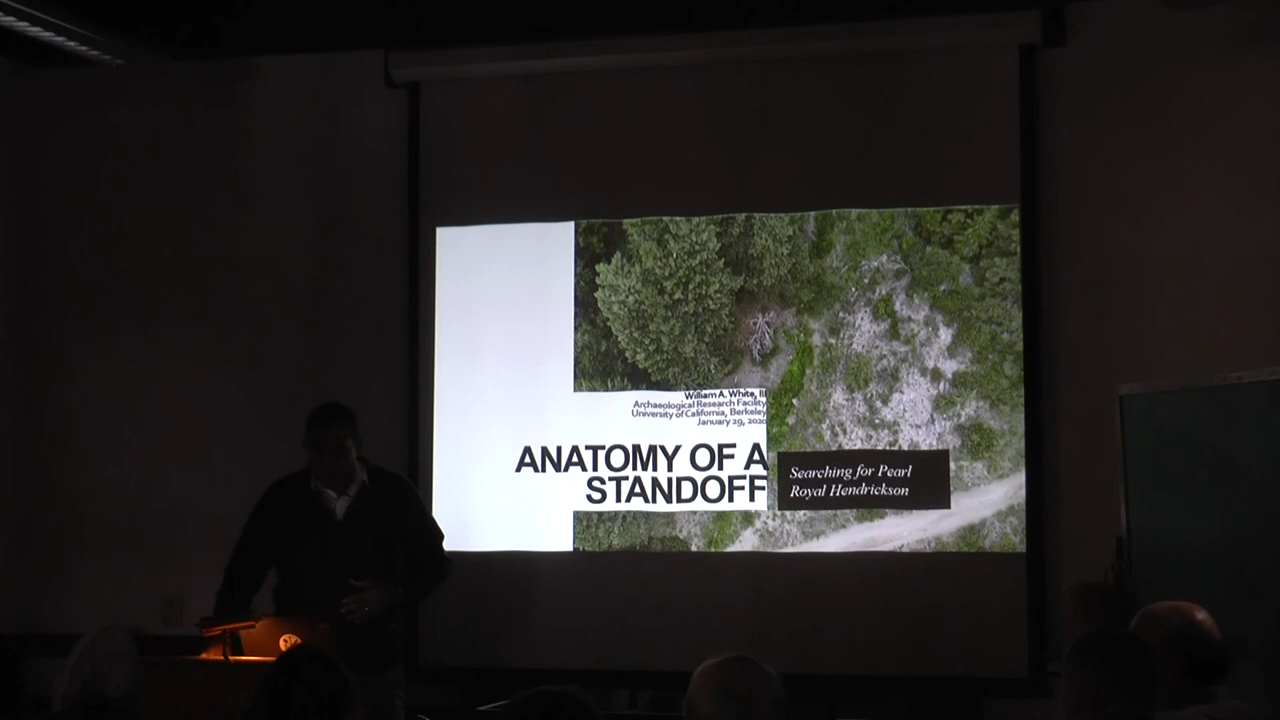 William A. White, III
Archaeological Research Facility
University of California, Berkeley
January 29, 2020
ANATOMY OF A
STANDOFF
Searching for Pearl
Royal Hendrickson